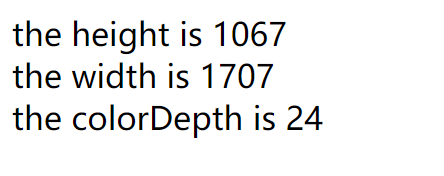 the height is 1067
the width is 1707
the colorDepth is 24